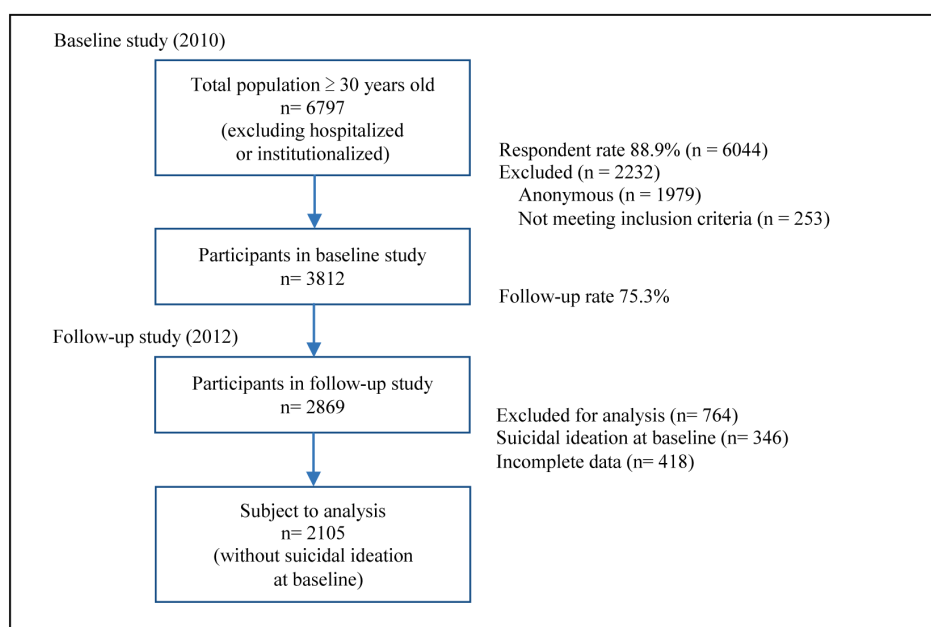 Baseline study (2010)
Total population ≥ 30 years old
n= 6797
(excluding hospitalized
or institutionalized)
Respondent rate 88.9% (n = 6044)
Excluded (n = 2232)
Anonymous (n = 1979)
Not meeting inclusion criteria (n = 253)
Participants in baseline study
n= 3812
Follow-up rate 75.3%
Follow-up study (2012)
Participants in follow-up study
n= 2869
Excluded for analysis (n= 764)
Suicidal ideation at baseline (n= 346)
Incomplete data (n= 418)
Subject to analysis
n= 2105
(without suicidal ideation
at baseline)